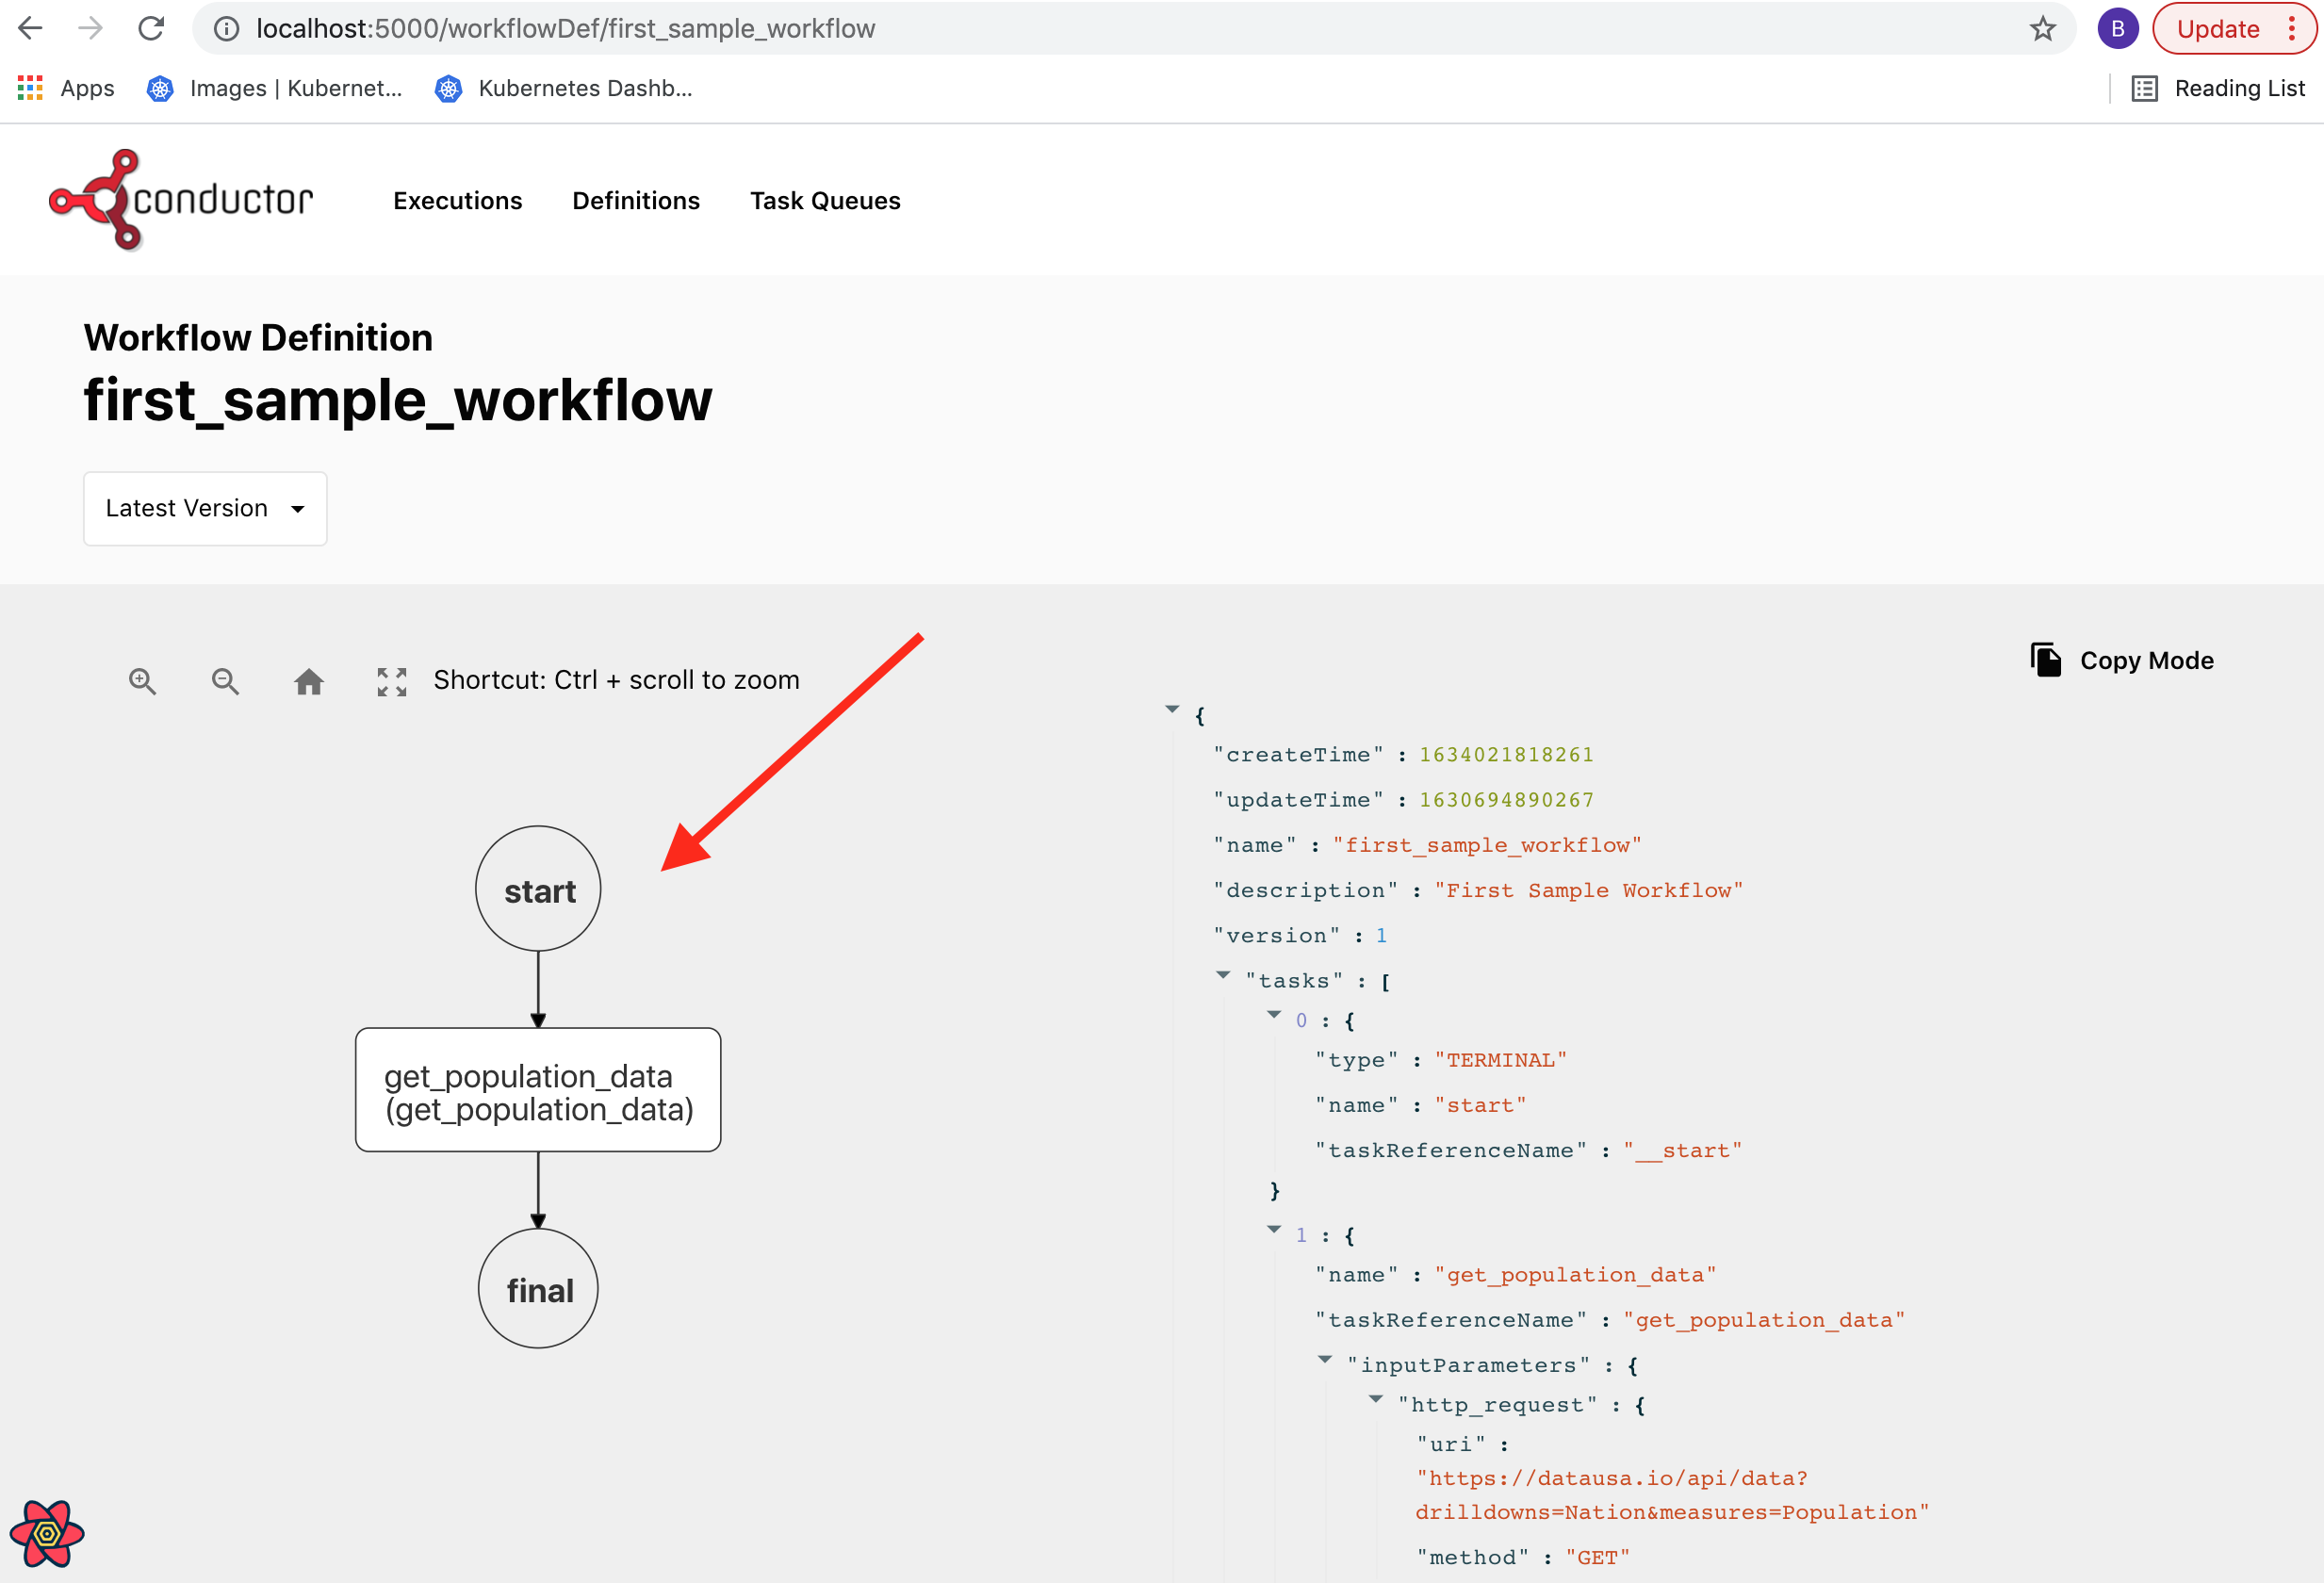 localhost:5000/workflowDef/first_sample_workflow
B
Update
Apps
Images | Kubernet...
Kubernetes Dashb...
Reading List
conductor
Executions
Definitions
Task Queues
Workflow Definition
first_sample_workflow
Latest Version
Shortcut: Ctrl + scroll to zoom
start
get_population_data
(get_population_data)
final
Copy Mode
{
"createTime" : 1634021818261
"updateTime" : 1630694890267
"name" : "first_sample_workflow"
"description" : "First Sample Workflow"
"version" : 1
"tasks" : [
0 : {
"type" : "TERMINAL"
"name" : "start"
"taskReferenceName" : "__start"
}
1 : {
"name" : "get_population_data"
"taskReferenceName" : "get_population_data"
"inputParameters" : {
"http_request" : {
"uri" :
"https://datausa.io/api/data?
drilldowns=Nation&measures=Population"
"method" : "GET"